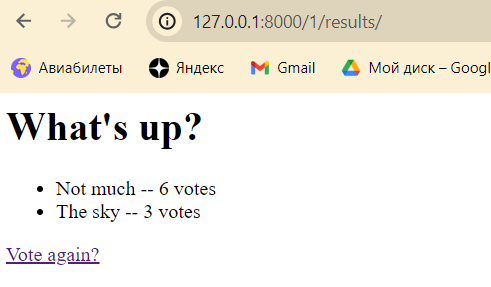 127.0.0.1:8000/1/results/
Авиабилеты Яндекс Gmail Мой диск – Googl
What's up?
Not much -- 6 votes
The sky -- 3 votes
Vote again?